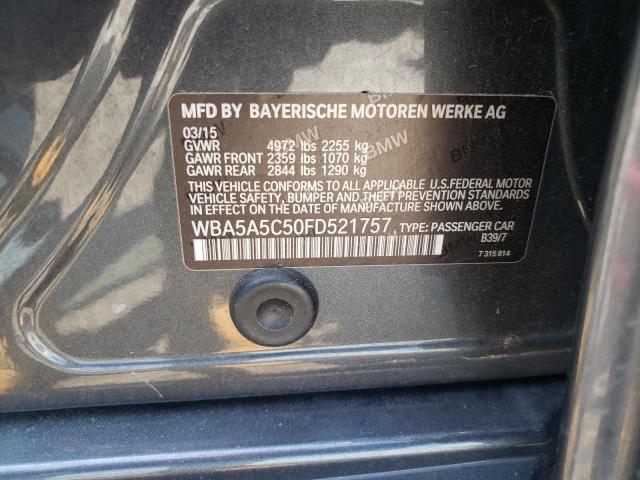 MFD BY BAYERISCHE MOTOREN WERKE AG
03/15
GVWR 4972 lbs 2255 kg
GAWR FRONT 2359 lbs 1070 kg
GAWR REAR 2844 lbs 1290 kg
THIS VEHICLE CONFORMS TO ALL APPLICABLE U.S.FEDERAL MOTOR
VEHICLE SAFETY, BUMPER, AND THEFT PREVENTION STANDARDS
IN EFFECT ON THE DATE OF MANUFACTURE SHOWN ABOVE.
WBA5A5C50FD521757 TYPE: PASSENGER CAR
B39/7
7 315 814
BMW
BMW
BMW